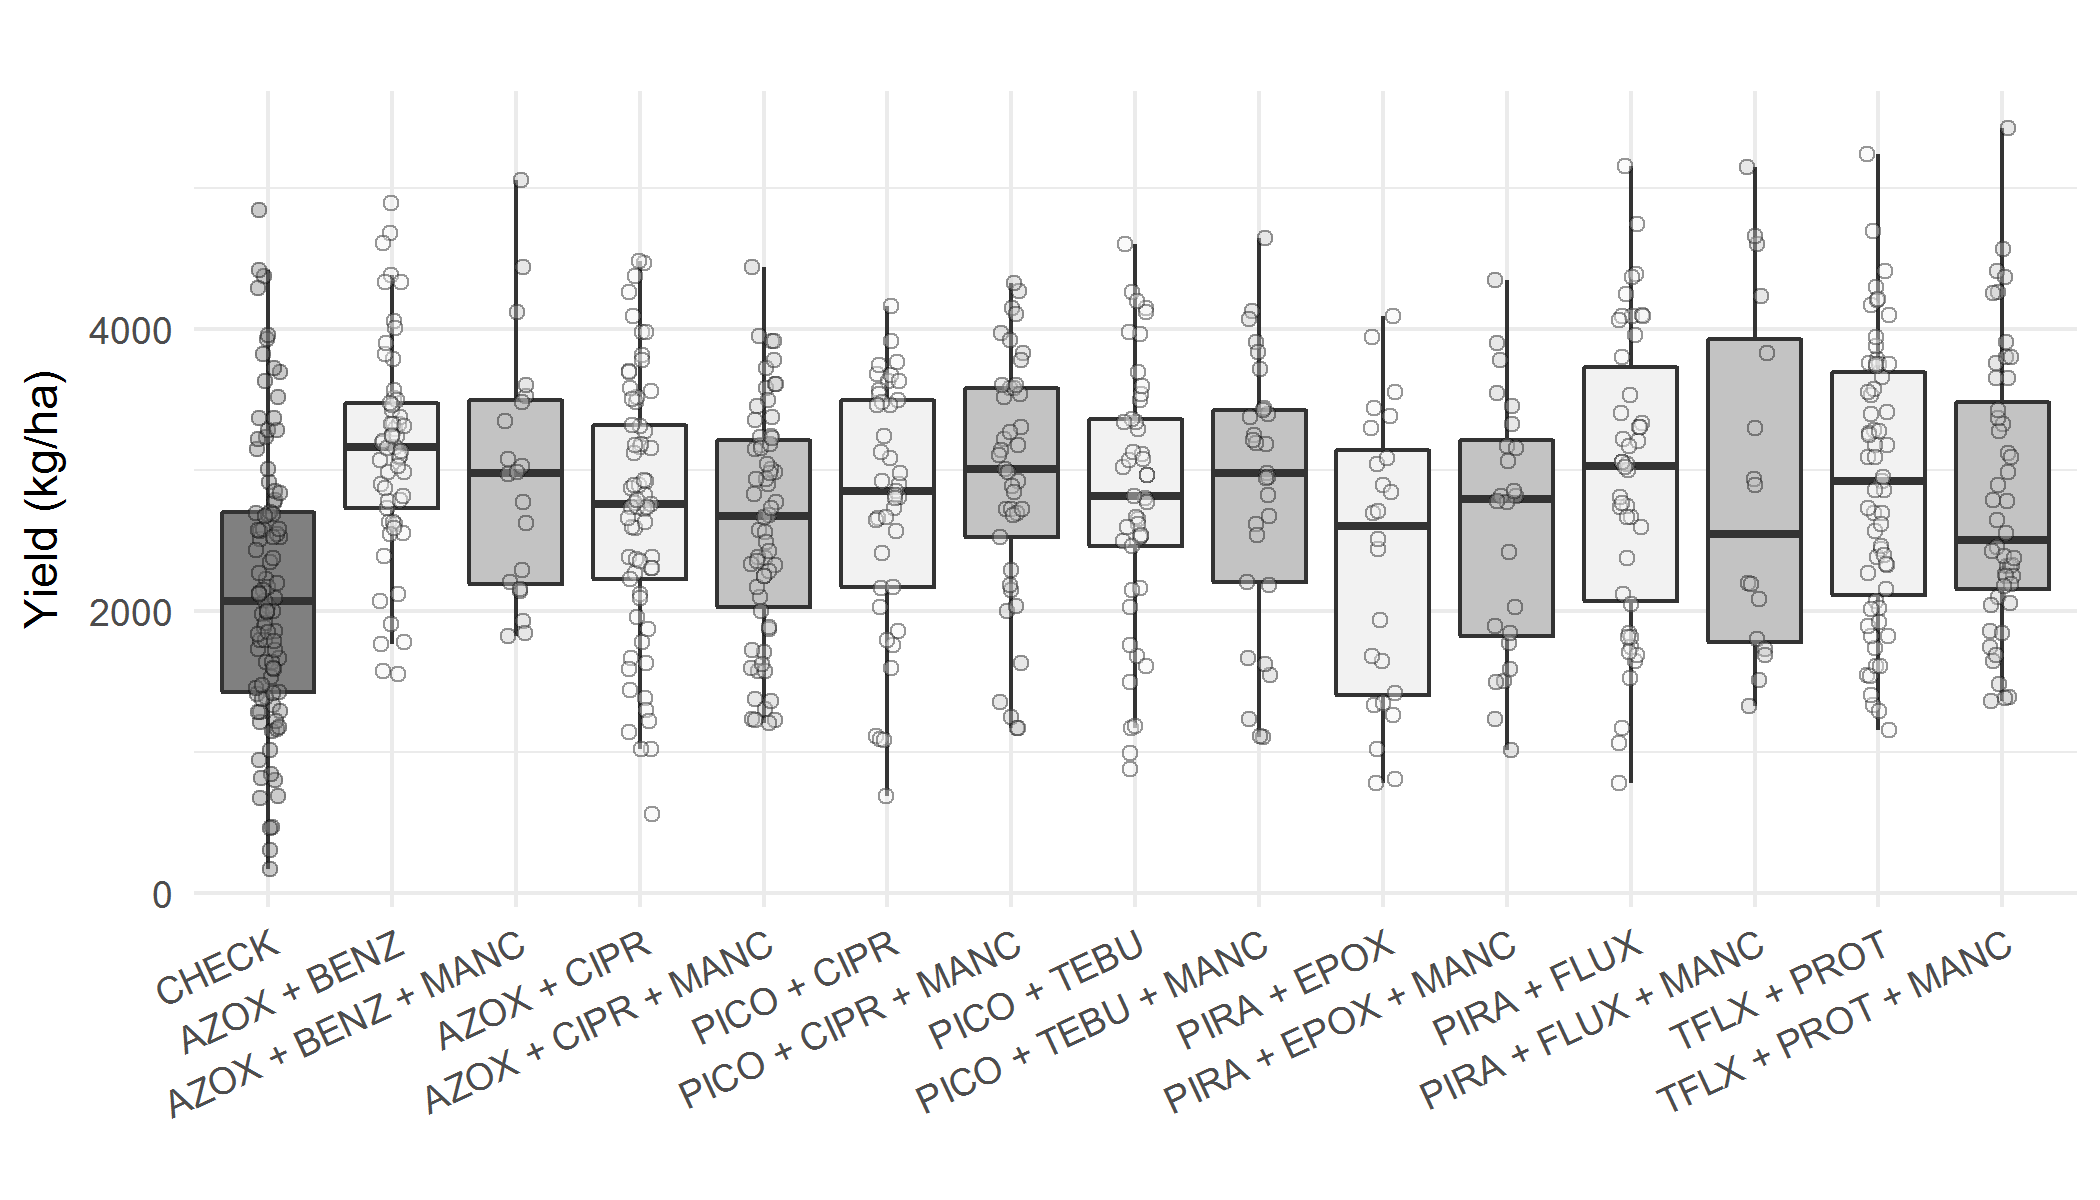 Yield (kg/ha)
4000
2000
0
CHECK
AZOX + BENZ
AZOX + BENZ + MANC
AZOX + CIPR
AZOX + CIPR + MANC
PICO + CIPR
PICO + CIPR + MANC
PICO + TEBU
PICO + TEBU + MANC
PIRA + EPOX
PIRA + EPOX + MANC
PIRA + FLUX
PIRA + FLUX + MANC
TFLX + PROT
TFLX + PROT + MANC